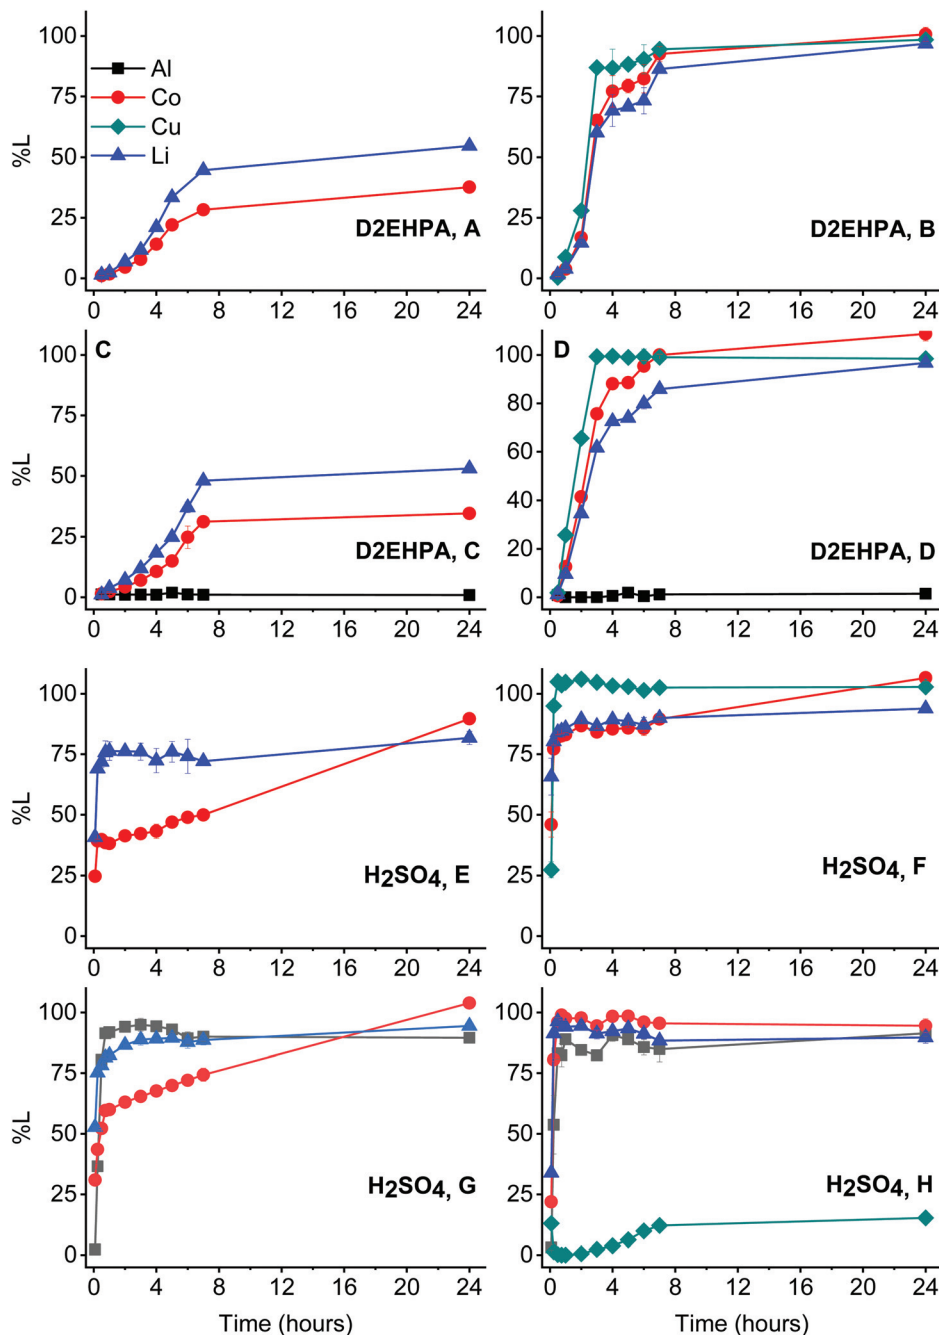 100
75
50
25
0
%L
Al
Co
Cu
Li
D2EHPA, A
0 4 8 12 16 20 24
100
75
50
25
0
D2EHPA, B
0 4 8 12 16 20 24
100
75
50
25
0
%L
C
D2EHPA, C
0 4 8 12 16 20 24
100
80
60
40
20
0
D
D2EHPA, D
0 4 8 12 16 20 24
100
75
50
25
0
%L
H2SO4, E
0 4 8 12 16 20 24
100
75
50
25
0
H2SO4, F
0 4 8 12 16 20 24
100
75
50
25
0
%L
H2SO4, G
0 4 8 12 16 20 24
Time (hours)
100
75
50
25
0
H2SO4, H
0 4 8 12 16 20 24
Time (hours)